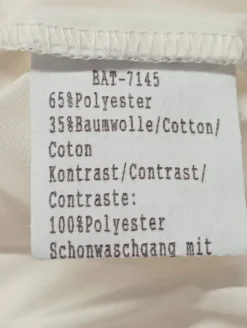 BAT-7145
65%Polyester
35%Baumwolle/Cotton/
Coton
Kontrast/Contrast/
Contraste:
100%Polyester
Schonwaschgang mit